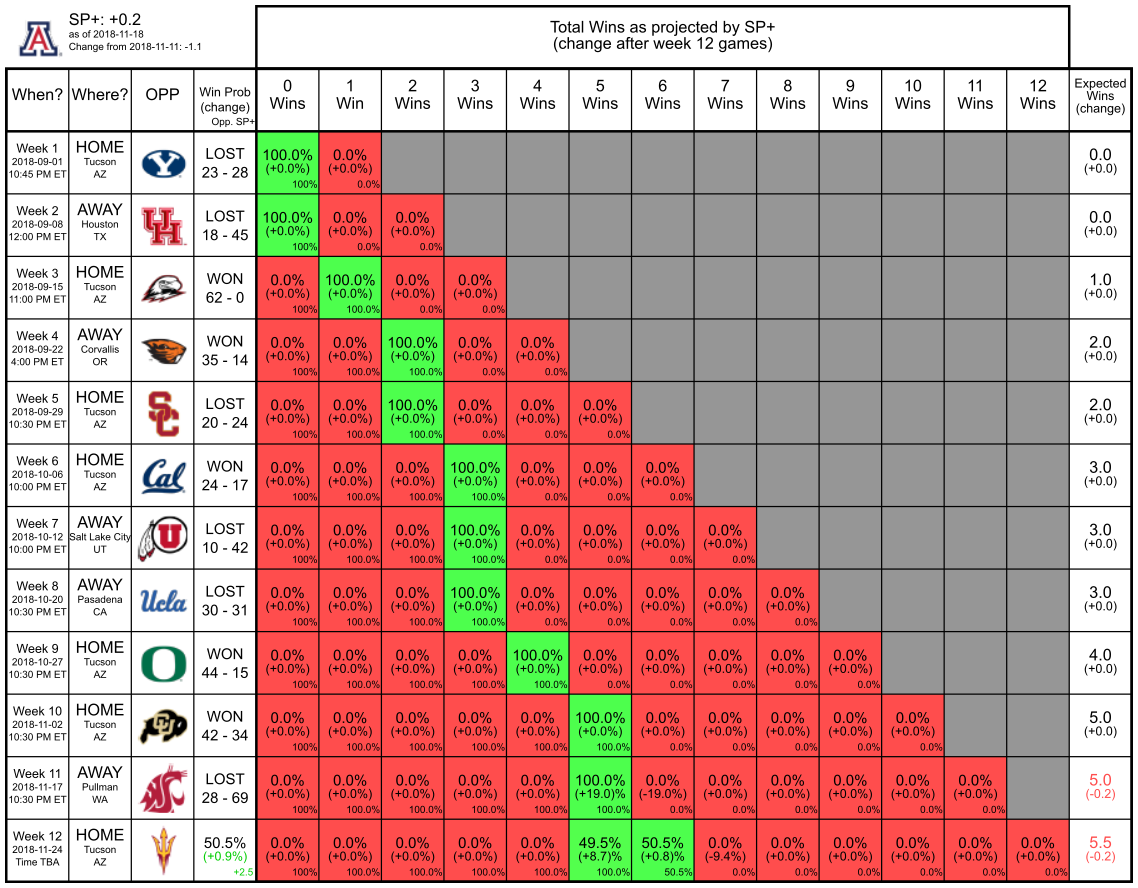 SP+: +0.2
as of 2018-11-18
Change from 2018-11-11: -1.1
Total Wins as projected by SP+
(change after week 12 games)
When? Where? OPP Win Prob (change) Opp. SP+ 0 Wins 1 Win 2 Wins 3 Wins 4 Wins 5 Wins 6 Wins 7 Wins 8 Wins 9 Wins 10 Wins 11 Wins 12 Wins Expected Wins (change)
Week 1 HOME LOST 100.0% 0.0% 0.0
2018-09-01 Tucson (+0.0%) (+0.0%) (+0.0)
10:45 PM ET AZ Y 23 - 28 100% 0.0%
Week 2 AWAY LOST 100.0% 0.0% 0.0% 0.0
2018-09-08 Houston UH (+0.0%) (+0.0%) (+0.0%) (+0.0)
12:00 PM ET TX 18 - 45 100% 0.0% 0.0%
Week 3 HOME WON 0.0% 100.0% 0.0% 0.0% 1.0
2018-09-15 Tucson (+0.0%) (+0.0%) (+0.0%) (+0.0%) (+0.0)
11:00 PM ET AZ 62 - 0 100% 100.0% 0.0% 0.0%
Week 4 AWAY WON 0.0% 0.0% 100.0% 0.0% 0.0% 2.0
2018-09-22 Corvallis (+0.0%) (+0.0%) (+0.0%) (+0.0%) (+0.0%) (+0.0)
4:00 PM ET OR 35 - 14 100% 100.0% 100.0% 0.0% 0.0%
Week 5 HOME LOST 0.0% 0.0% 100.0% 0.0% 0.0% 0.0% 2.0
2018-09-29 Tucson SC (+0.0%) (+0.0%) (+0.0%) (+0.0%) (+0.0%) (+0.0%) (+0.0)
10:30 PM ET AZ 20 - 24 100% 100.0% 100.0% 0.0% 0.0% 0.0%
Week 6 HOME WON 0.0% 0.0% 0.0% 100.0% 0.0% 0.0% 0.0% 3.0
2018-10-06 Tucson Cal (+0.0%) (+0.0%) (+0.0%) (+0.0%) (+0.0%) (+0.0%) (+0.0%) (+0.0)
10:00 PM ET AZ 24 - 17 100% 100.0% 100.0% 100.0% 0.0% 0.0% 0.0%
Week 7 AWAY LOST 0.0% 0.0% 0.0% 100.0% 0.0% 0.0% 0.0% 0.0% 3.0
2018-10-12 Salt Lake City U (+0.0%) (+0.0%) (+0.0%) (+0.0%) (+0.0%) (+0.0%) (+0.0%) (+0.0%) (+0.0)
10:00 PM ET UT 10 - 42 100% 100.0% 100.0% 100.0% 0.0% 0.0% 0.0% 0.0%
Week 8 AWAY LOST 0.0% 0.0% 0.0% 100.0% 0.0% 0.0% 0.0% 0.0% 0.0% 3.0
2018-10-20 Pasadena Ucla (+0.0%) (+0.0%) (+0.0%) (+0.0%) (+0.0%) (+0.0%) (+0.0%) (+0.0%) (+0.0%) (+0.0)
10:30 PM ET CA 30 - 31 100% 100.0% 100.0% 100.0% 0.0% 0.0% 0.0% 0.0% 0.0%
Week 9 HOME WON 0.0% 0.0% 0.0% 0.0% 100.0% 0.0% 0.0% 0.0% 0.0% 0.0% 4.0
2018-10-27 Tucson O (+0.0%) (+0.0%) (+0.0%) (+0.0%) (+0.0%) (+0.0%) (+0.0%) (+0.0%) (+0.0%) (+0.0%) (+0.0)
10:30 PM ET AZ 44 - 15 100% 100.0% 100.0% 100.0% 100.0% 0.0% 0.0% 0.0% 0.0% 0.0%
Week 10 HOME WON 0.0% 0.0% 0.0% 0.0% 0.0% 100.0% 0.0% 0.0% 0.0% 0.0% 0.0% 5.0
2018-11-02 Tucson CU (+0.0%) (+0.0%) (+0.0%) (+0.0%) (+0.0%) (+0.0%) (+0.0%) (+0.0%) (+0.0%) (+0.0%) (+0.0%) (+0.0)
10:30 PM ET AZ 42 - 34 100% 100.0% 100.0% 100.0% 100.0% 100.0% 0.0% 0.0% 0.0% 0.0% 0.0%
Week 11 AWAY LOST 0.0% 0.0% 0.0% 0.0% 0.0% 100.0% 0.0% 0.0% 0.0% 0.0% 0.0% 0.0% 5.0
2018-11-17 Pullman (+0.0%) (+0.0%) (+0.0%) (+0.0%) (+0.0%) (+19.0)% (-19.0%) (+0.0%) (+0.0%) (+0.0%) (+0.0%) (+0.0%) (-0.2)
10:30 PM ET WA 28 - 69 100% 100.0% 100.0% 100.0% 100.0% 100.0% 0.0% 0.0% 0.0% 0.0% 0.0% 0.0%
Week 12 HOME 50.5% 0.0% 0.0% 0.0% 0.0% 0.0% 49.5% 50.5% 0.0% 0.0% 0.0% 0.0% 0.0% 0.0% 5.5
2018-11-24 Tucson (+0.9%) (+0.0%) (+0.0%) (+0.0%) (+0.0%) (+0.0%) (+8.7)% (+0.8)% (-9.4%) (+0.0%) (+0.0%) (+0.0%) (+0.0%) (+0.0%) (-0.2)
Time TBA AZ +2.5 100% 100.0% 100.0% 100.0% 100.0% 100.0% 50.5% 0.0% 0.0% 0.0% 0.0% 0.0% 0.0%